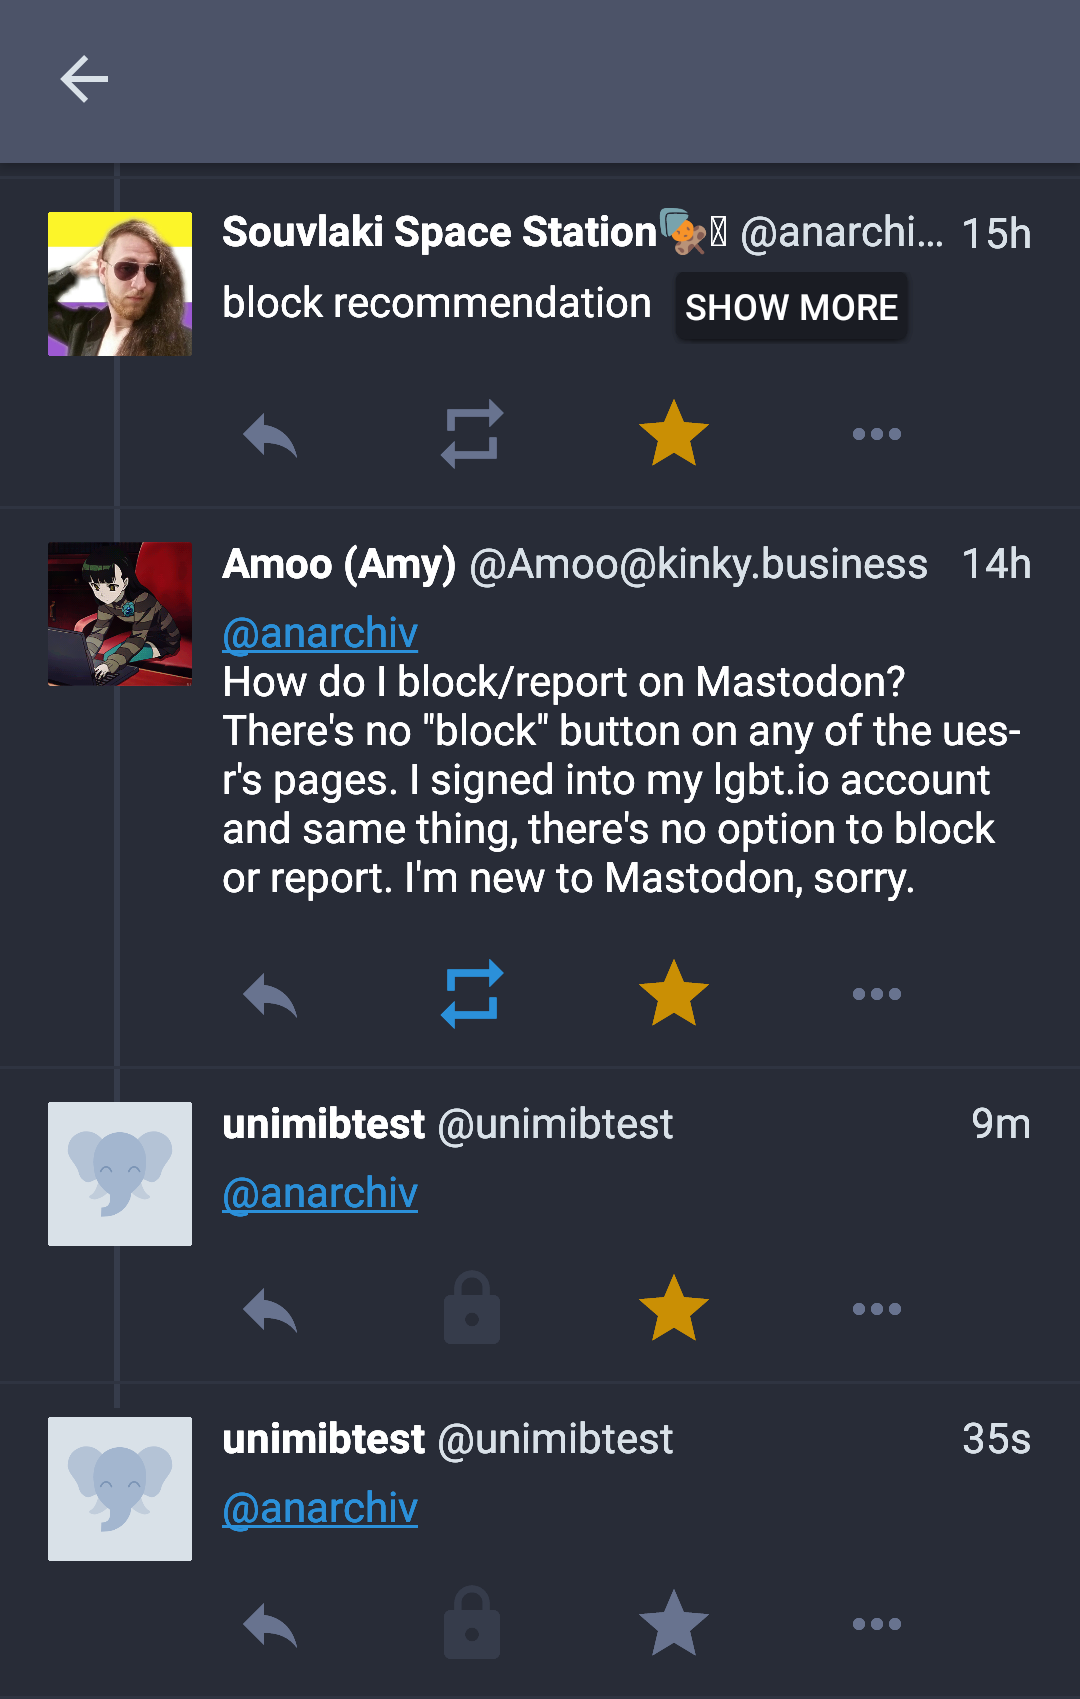 Souvlaki Space Station @anarchi... 15h
block recommendation SHOW MORE
Amoo (Amy) @Amoo@kinky.business 14h
@anarchiv
How do I block/report on Mastodon?
There's no "block" button on any of the ues-
r's pages. I signed into my lgbt.io account
and same thing, there's no option to block
or report. I'm new to Mastodon, sorry.
unimibtest @unimibtest 9m
@anarchiv
unimibtest @unimibtest 35s
@anarchiv